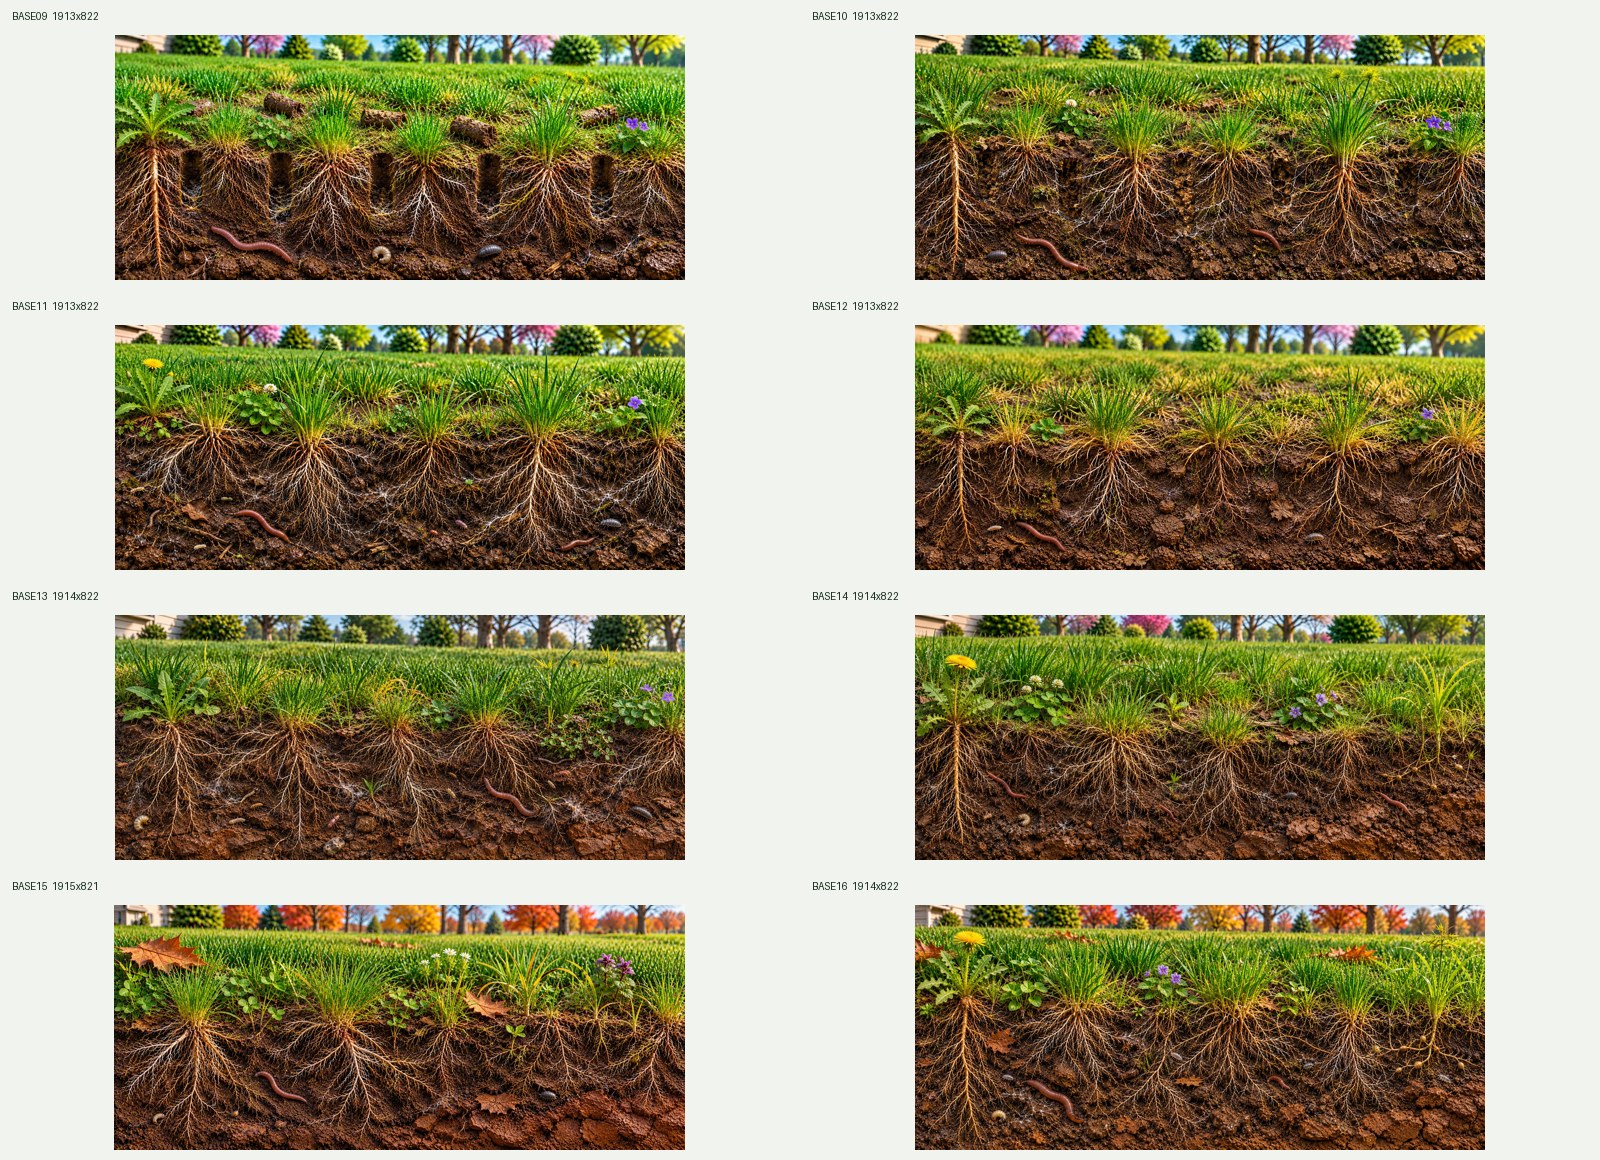 BASE09 1913x822
BASE10 1913x822
BASE11 1913x822
BASE12 1913x822
BASE13 1914x822
BASE14 1914x822
BASE15 1915x821
BASE16 1914x822